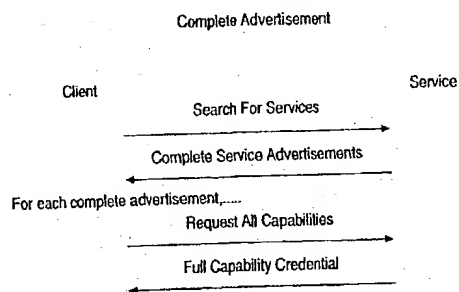 Complete Advertisement
Client
Service
Search For Services
Complete Service Advertisements
For each complete advertisement,.....
Request All Capabilities
Full Capability Credential